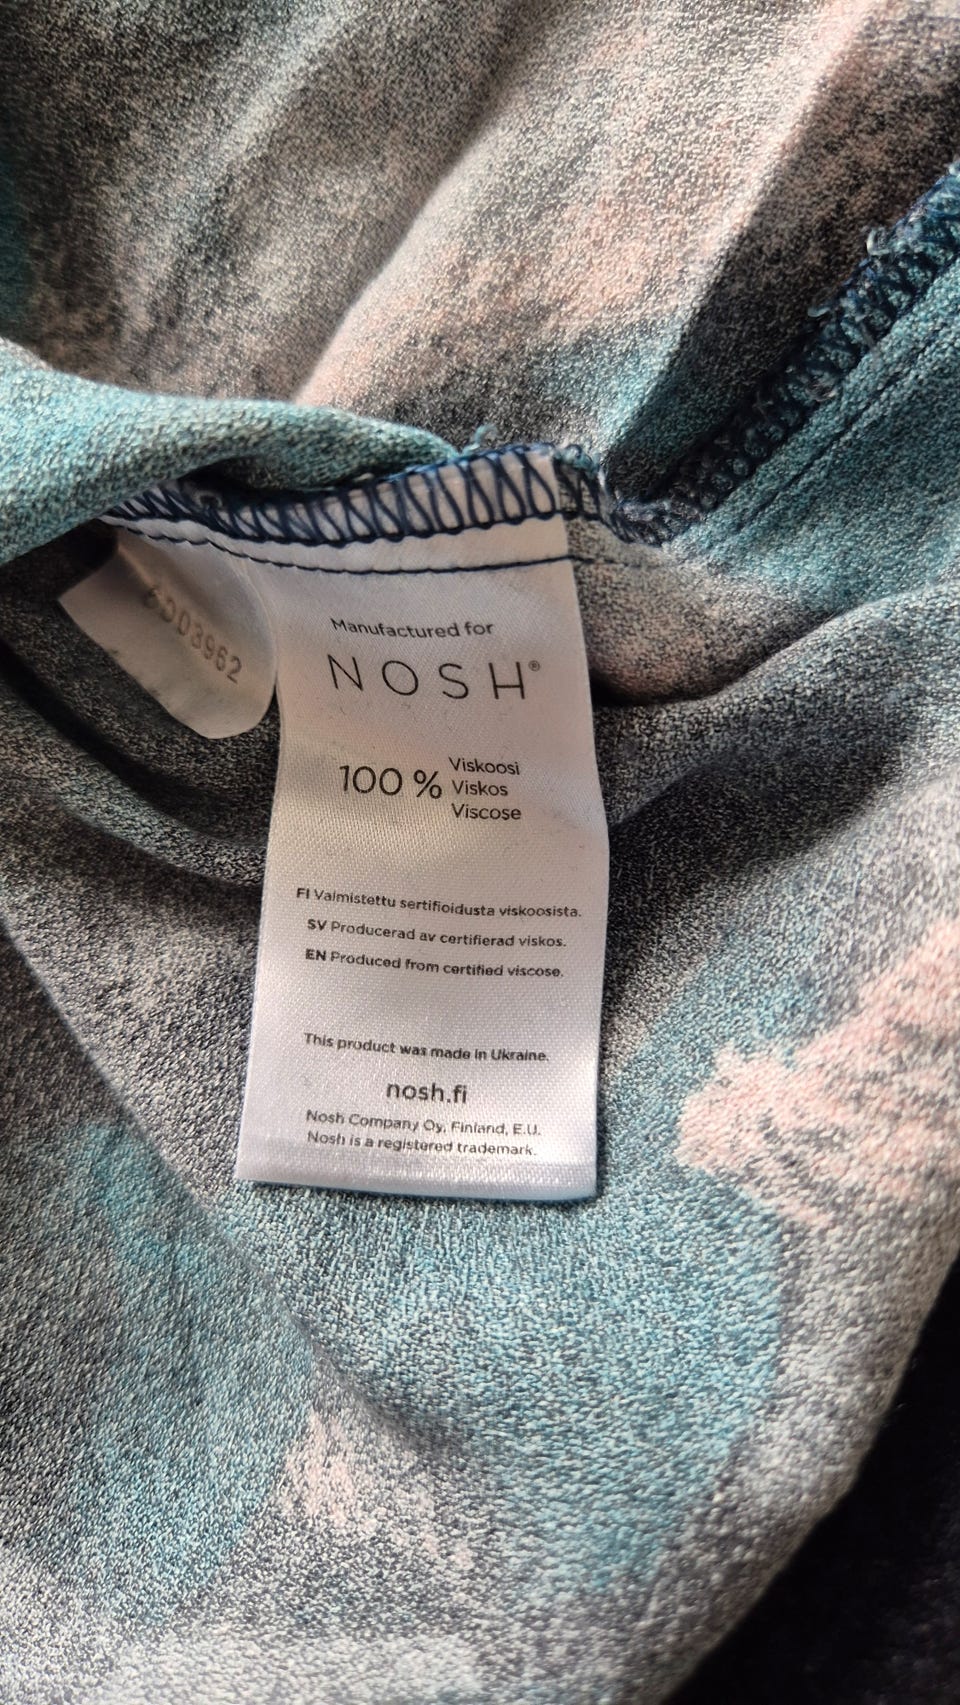 Manufactured for
NOSH®
100 % Viskoosi
Viskos
Viscose
FI Valmistettu sertifioidusta viskoosista.
SV Producerad av certifierad viskos.
EN Produced from certified viscose.
This product was made in Ukraine.
nosh.fi
Nosh Company Oy, Finland, E.U.
Nosh is a registered trademark.